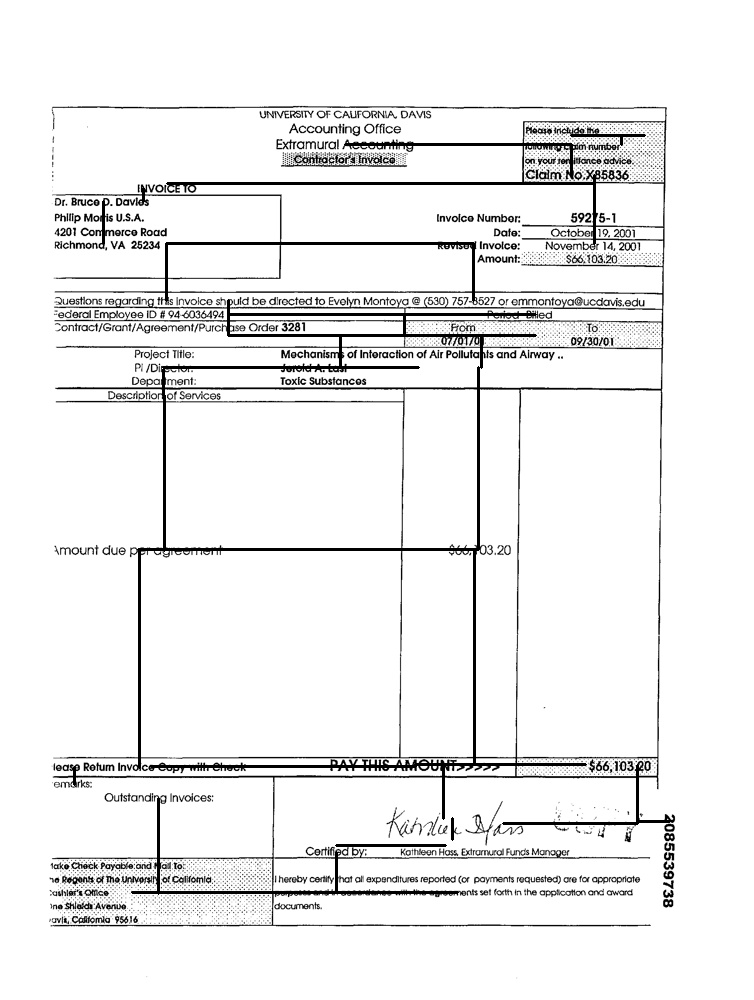 UNIVERSITY OF CALIFORNIA, DAVIS
Accounting Office
Extramural Accounting
Contractor's Invoice
Please include the
following claim number
on your remittance advice.
Claim No. X85836
INVOICE TO
Dr. Bruce D. Davies
Philip Morris U.S.A.
4201 Commerce Road
Richmond, VA 25234
Invoice Number: 59275-1
Date: October 19, 2001
Revised Invoice: November 14, 2001
Amount: $66,103.20
Questions regarding this invoice should be directed to Evelyn Montoya @ (530) 757-8527 or emmontoya@ucdavis.edu
Federal Employee ID # 94-6036494 Period Billed
Contract/Grant/Agreement/Purchase Order 3281 From To
07/01/01 09/30/01
Project Title: Mechanisms of Interaction of Air Pollutants and Airway ..
PI /Director: Jerold A. Last
Department: Toxic Substances
Description of Services
Amount due per agreement $66,103.20
lease Return Invoice Copy with Check PAY THIS AMOUNT>>>>> $66,103.20
emarks:
Outstanding Invoices:
Kathleen Hass
Certified by: Kathleen Hass, Extramural Funds Manager
ake Check Payable and Mail To:
he Regents of The University of California
Cashier's Office
One Shields Avenue
avis, California 95616
I hereby certify that all expenditures reported (or payments requested) are for appropriate
purposes and in accordance with the agreements set forth in the application and award
documents.
2085539738